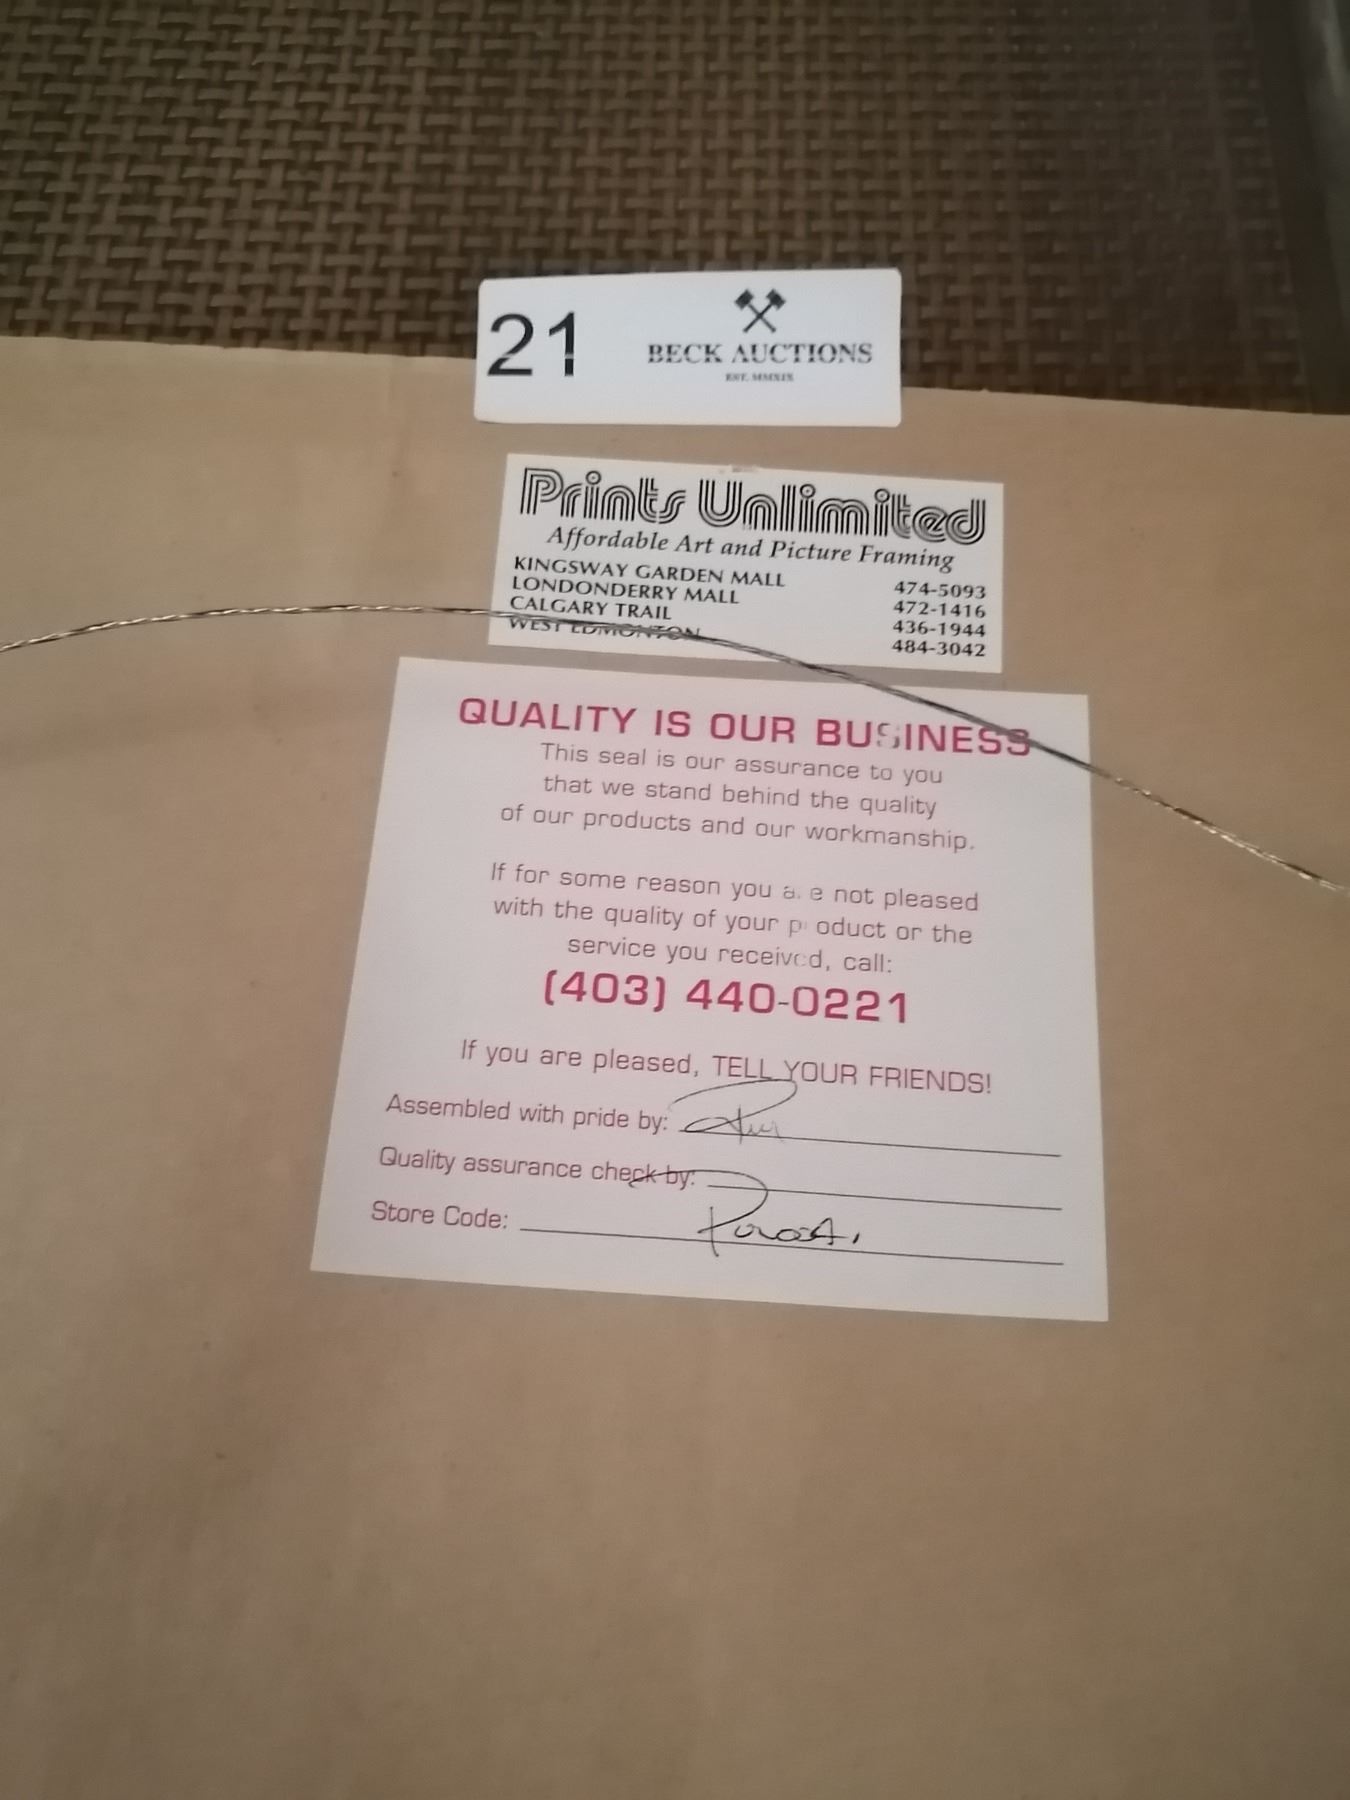 21
BECK AUCTIONS
EST. MMXIX
Prints Unlimited
Affordable Art and Picture Framing
KINGSWAY GARDEN MALL 474-5093
LONDONDERRY MALL 472-1416
CALGARY TRAIL 436-1944
WEST EDMONTON 484-3042
QUALITY IS OUR BUSINESS
This seal is our assurance to you
that we stand behind the quality
of our products and our workmanship.
If for some reason you are not pleased
with the quality of your product or the
service you received, call:
(403) 440-0221
If you are pleased, TELL YOUR FRIENDS!
Assembled with pride by:
Quality assurance check by:
Store Code: